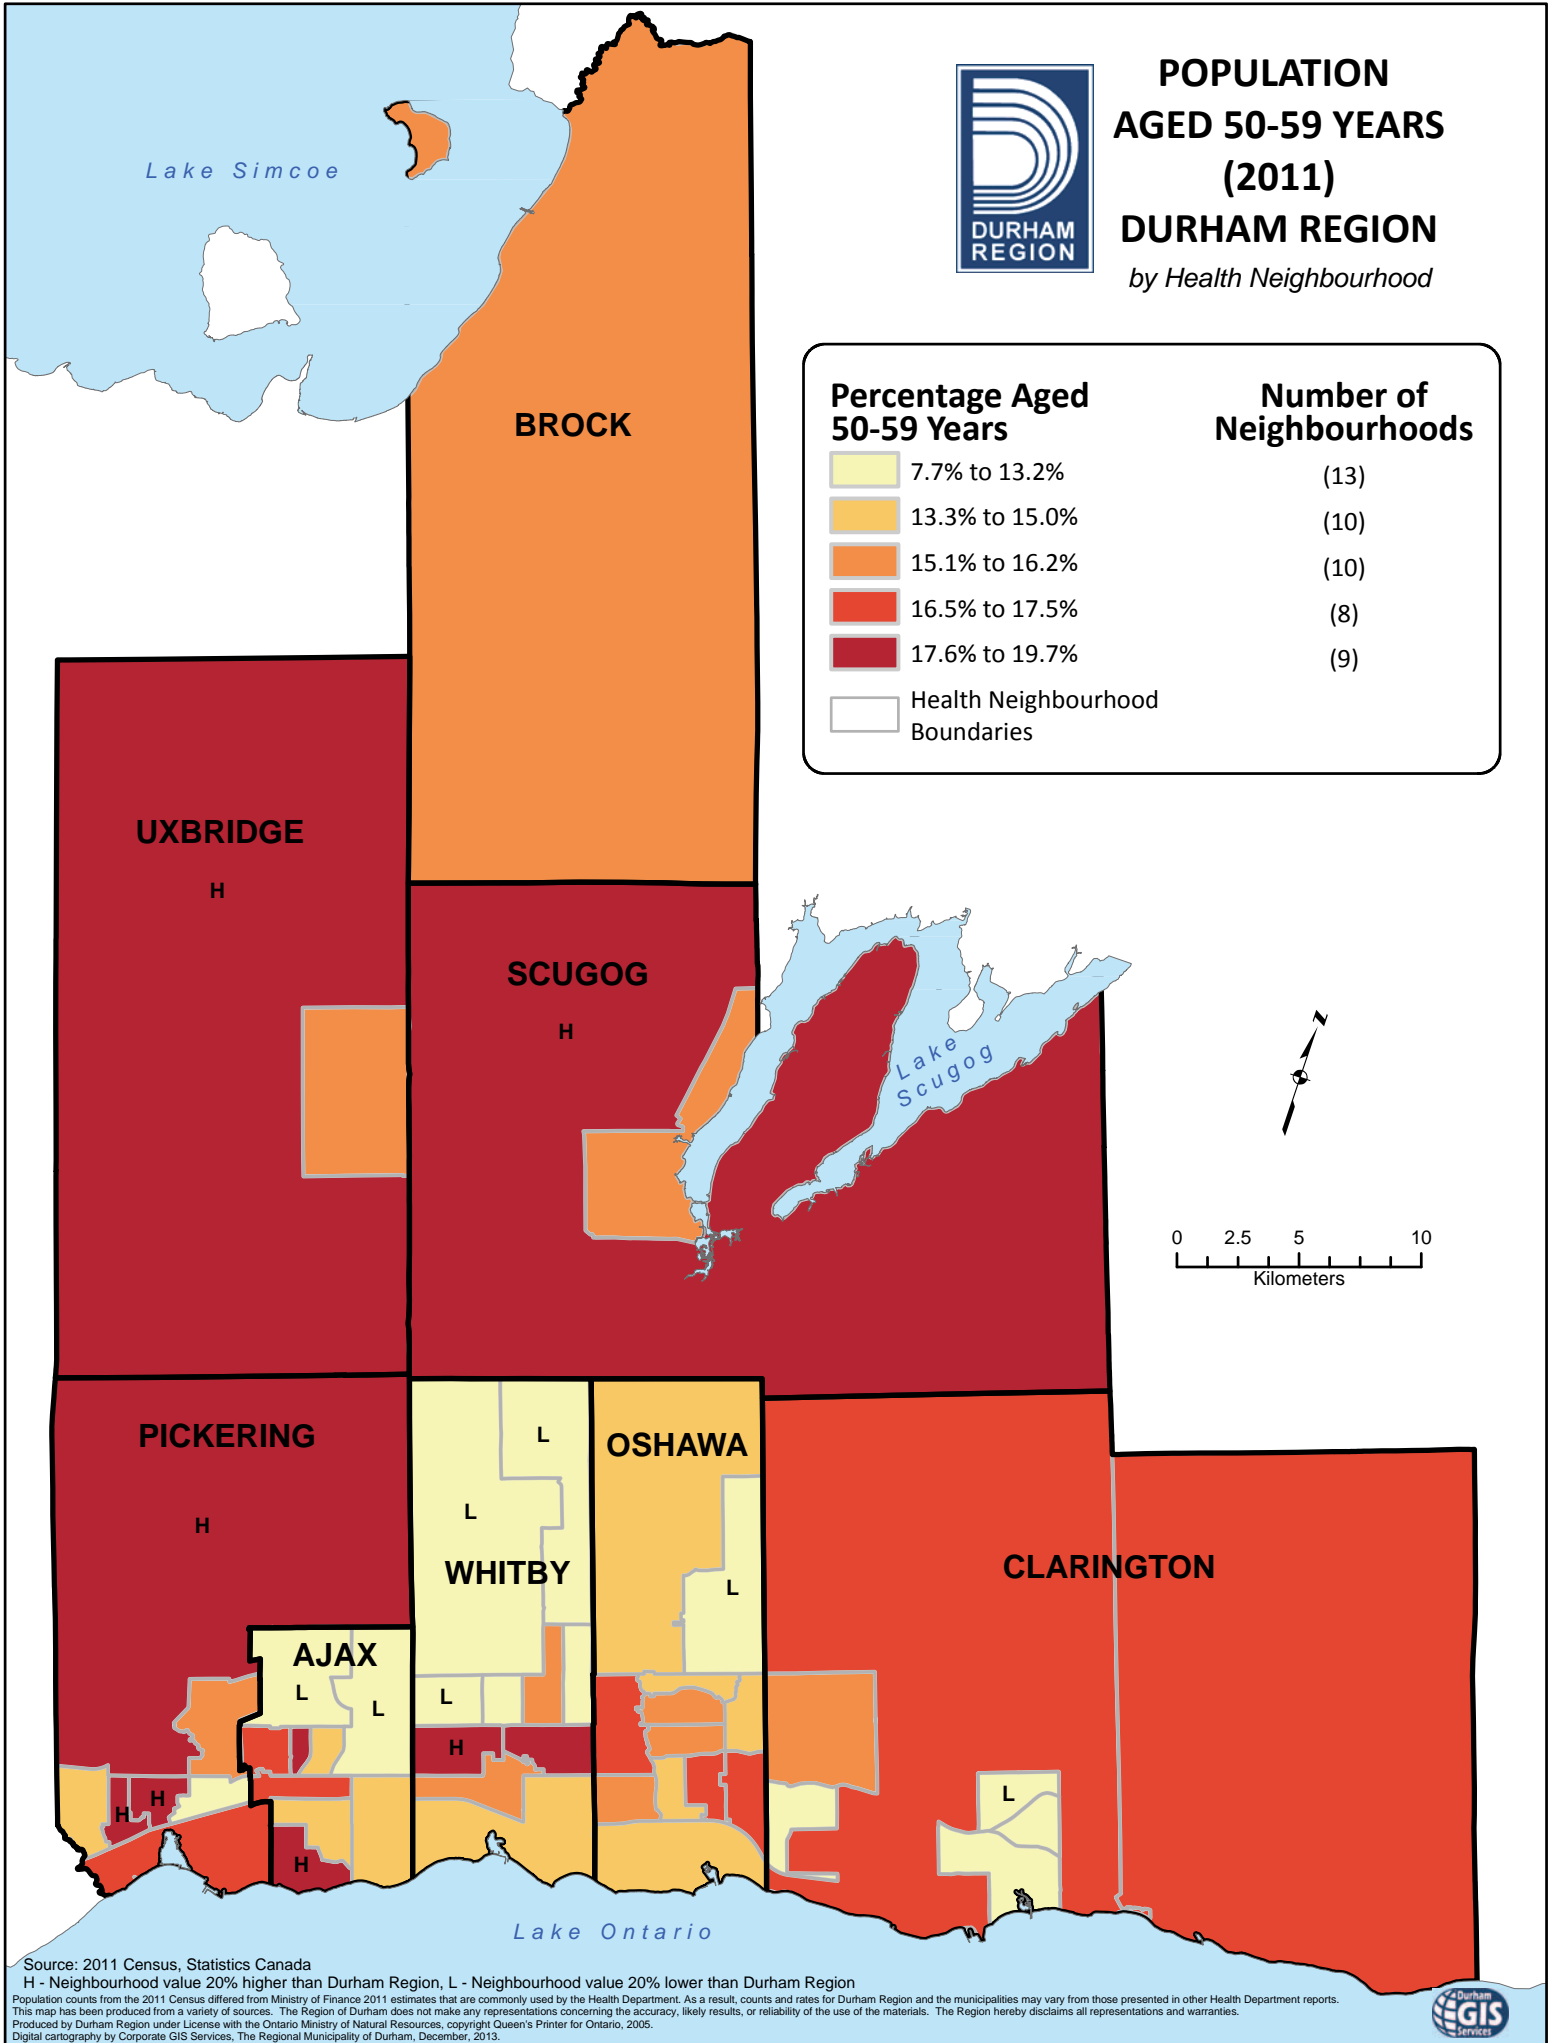 POPULATION
AGED 50-59 YEARS
(2011)
DURHAM REGION
by Health Neighbourhood
DURHAM
REGION
Lake Simcoe
Percentage Aged
50-59 Years
Number of
Neighbourhoods
7.7% to 13.2% (13)
13.3% to 15.0% (10)
15.1% to 16.2% (10)
16.5% to 17.5% (8)
17.6% to 19.7% (9)
Health Neighbourhood
Boundaries
BROCK
UXBRIDGE
H
SCUGOG
H
Lake
Scugog
N
0 2.5 5 10
Kilometers
PICKERING
H
L
OSHAWA
L
WHITBY
L
CLARINGTON
AJAX
L
L
L
H
L
H
H
H
Lake Ontario
Source: 2011 Census, Statistics Canada
H - Neighbourhood value 20% higher than Durham Region, L - Neighbourhood value 20% lower than Durham Region
Population counts from the 2011 Census differed from Ministry of Finance 2011 estimates that are commonly used by the Health Department. As a result, counts and rates for Durham Region and the municipalities may vary from those presented in other Health Department reports.
This map has been produced from a variety of sources. The Region of Durham does not make any representations concerning the accuracy, likely results, or reliability of the use of the materials. The Region hereby disclaims all representations and warranties.
Produced by Durham Region under License with the Ontario Ministry of Natural Resources, copyright Queen's Printer for Ontario, 2005.
Digital cartography by Corporate GIS Services, The Regional Municipality of Durham, December, 2013.
Durham
GIS
Services